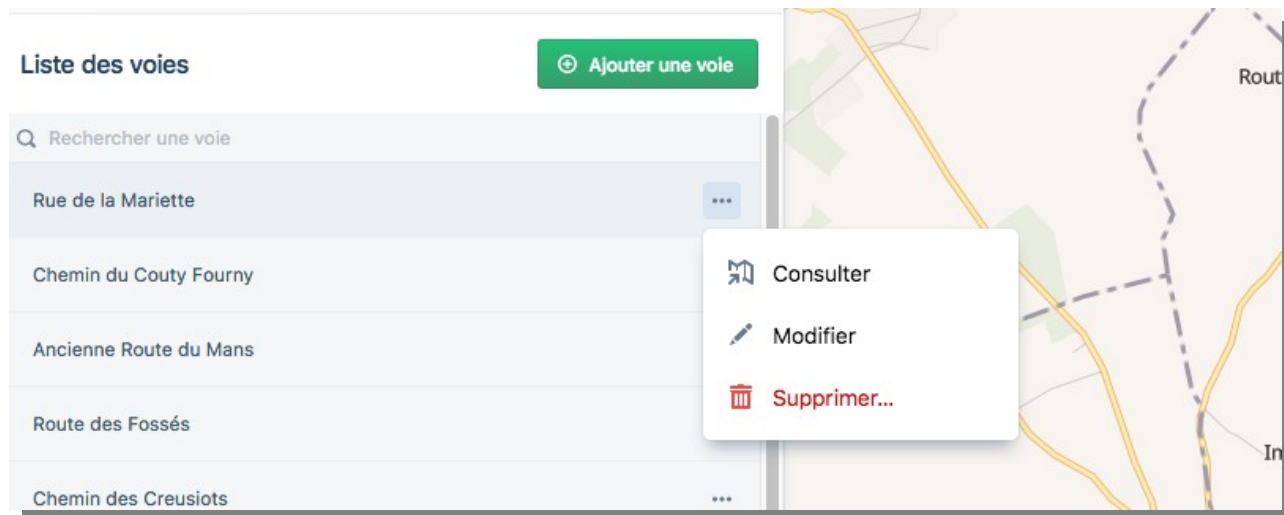 Liste des voies
Ajouter une voie
Rechercher une voie
Rue de la Mariette
Chemin du Couty Fourny
Ancienne Route du Mans
Route des Fossés
Chemin des Creusiots
Consulter
Modifier
Supprimer...
Rout
In